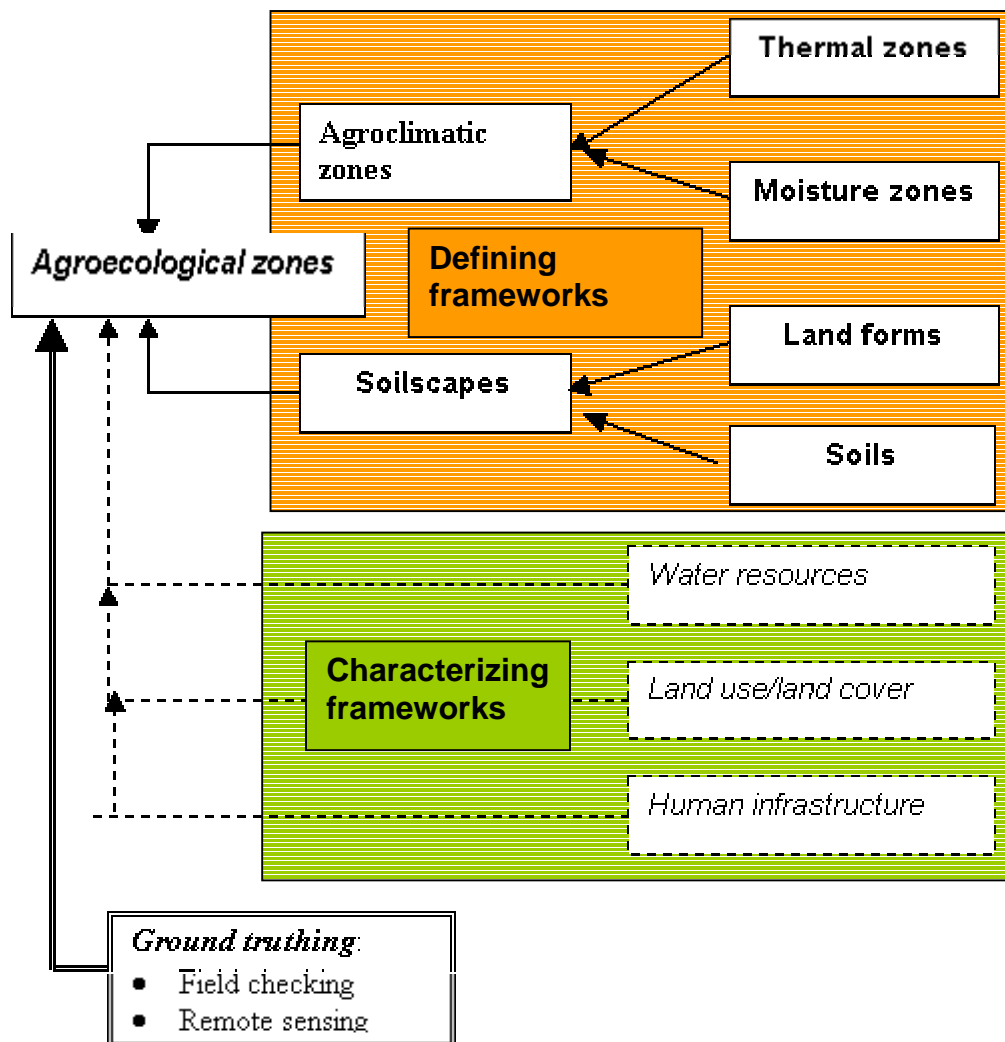 Thermal zones
Agroclimatic
zones
Moisture zones
Agroecological zones
Defining
frameworks
Land forms
Soilscapes
Soils
Water resources
Characterizing
frameworks
Land use/land cover
Human infrastructure
Ground truthing:
• Field checking
• Remote sensing